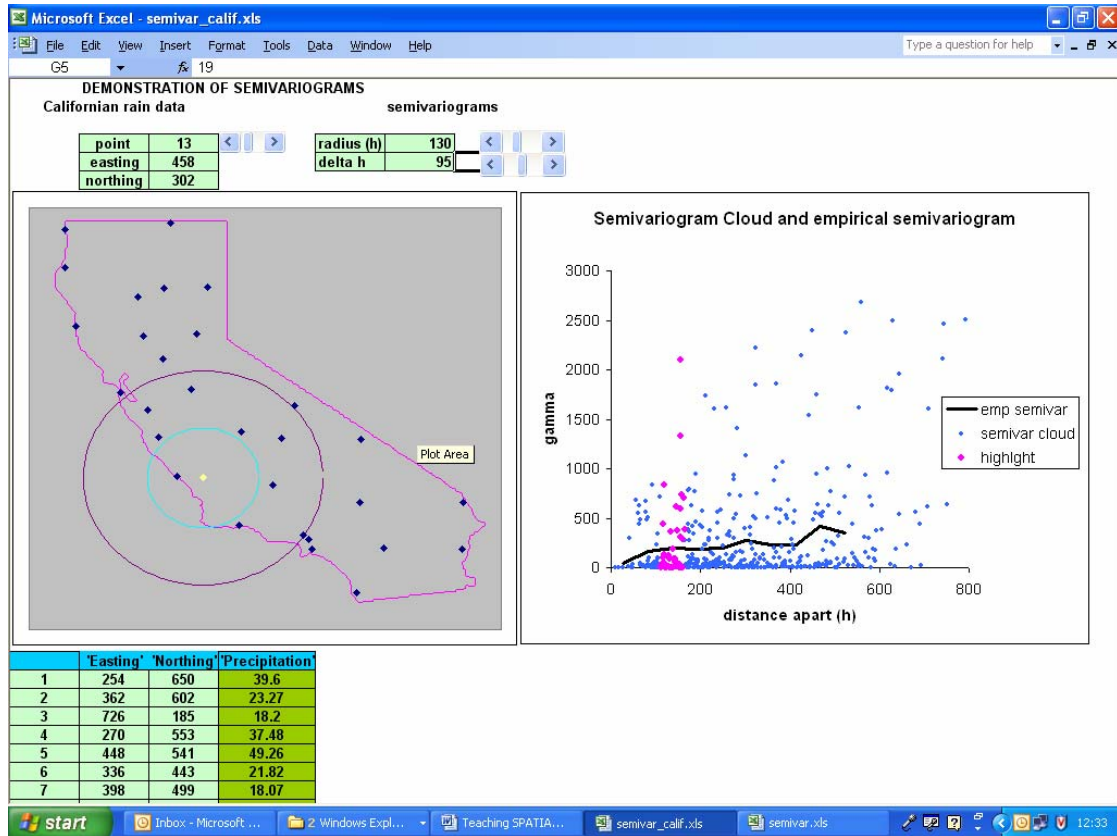 Microsoft Excel - semivar_calif.xls
File Edit View Insert Format Tools Data Window Help
Type a question for help
G5 fx 19
DEMONSTRATION OF SEMIVARIOGRAMS
Californian rain data semivariograms
point 13 radius (h) 130
easting 458 delta h 95
northing 302
Plot Area
Semivariogram Cloud and empirical semivariogram
3000
2500
2000
1500
1000
500
0
gamma
0 200 400 600 800
distance apart (h)
emp semivar
semivar cloud
highlght
'Easting' 'Northing' 'Precipitation'
1 254 650 39.6
2 362 602 23.27
3 726 185 18.2
4 270 553 37.48
5 448 541 49.26
6 336 443 21.82
7 398 499 18.07
start Inbox - Microsoft ... 2 Windows Expl... Teaching SPATIA... semivar_calif.xls semivar.xls 12:33